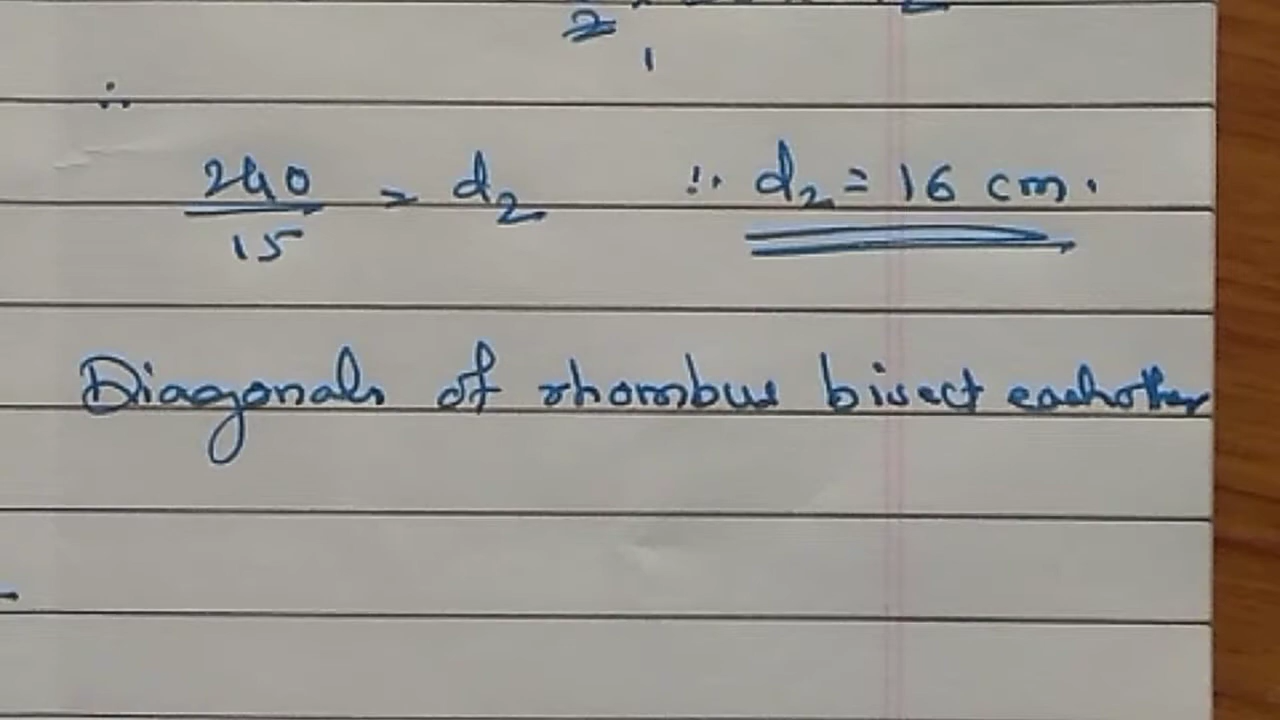 ∴
240/15 = d₂ ∴ d₂ = 16 cm.
Diagonals of rhombus bisect eachother